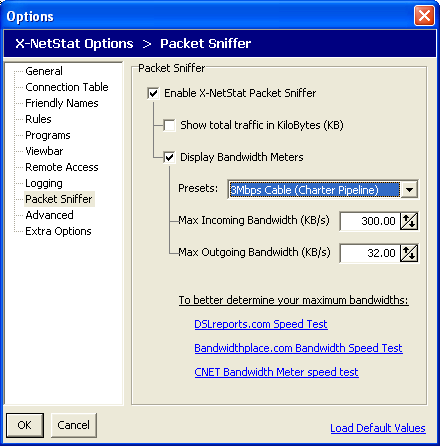 Options
X-NetStat Options > Packet Sniffer
General
Connection Table
Friendly Names
Rules
Programs
Viewbar
Remote Access
Logging
Packet Sniffer
Advanced
Extra Options
Packet Sniffer
Enable X-NetStat Packet Sniffer
Show total traffic in KiloBytes (KB)
Display Bandwidth Meters
Presets: 3Mbps Cable (Charter Pipeline)
Max Incoming Bandwidth (KB/s) 300.00
Max Outgoing Bandwidth (KB/s) 32.00
To better determine your maximum bandwidths:
DSLreports.com Speed Test
Bandwidthplace.com Bandwidth Speed Test
CNET Bandwidth Meter speed test
OK Cancel Load Default Values